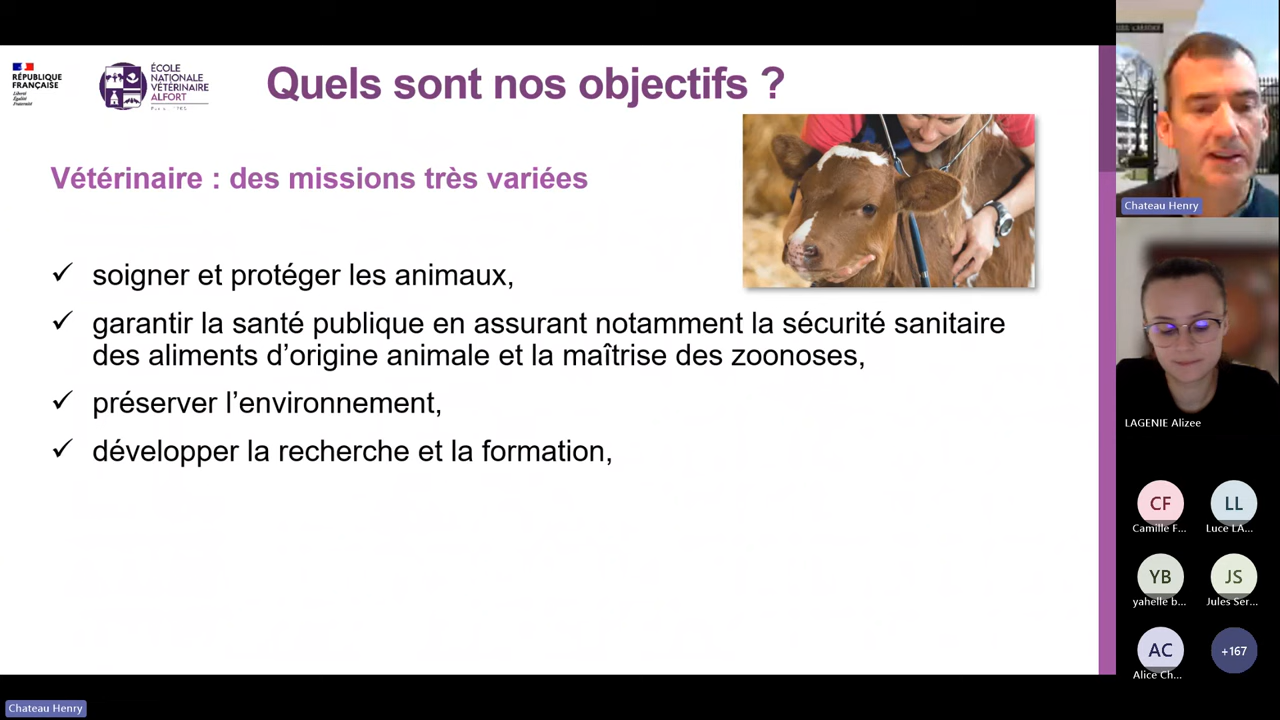 RÉPUBLIQUE
FRANÇAISE
Liberté
Égalité
Fraternité
ÉCOLE
NATIONALE
VÉTÉRINAIRE
ALFORT
Quels sont nos objectifs ?
Vétérinaire : des missions très variées
✓ soigner et protéger les animaux,
✓ garantir la santé publique en assurant notamment la sécurité sanitaire
des aliments d’origine animale et la maîtrise des zoonoses,
✓ préserver l’environnement,
✓ développer la recherche et la formation,
Chateau Henry
LAGENIE Alizee
CF
LL
Camille F...
Luce LA...
YB
JS
yahelle b...
Jules Ser...
AC
+167
Alice Ch...
Chateau Henry